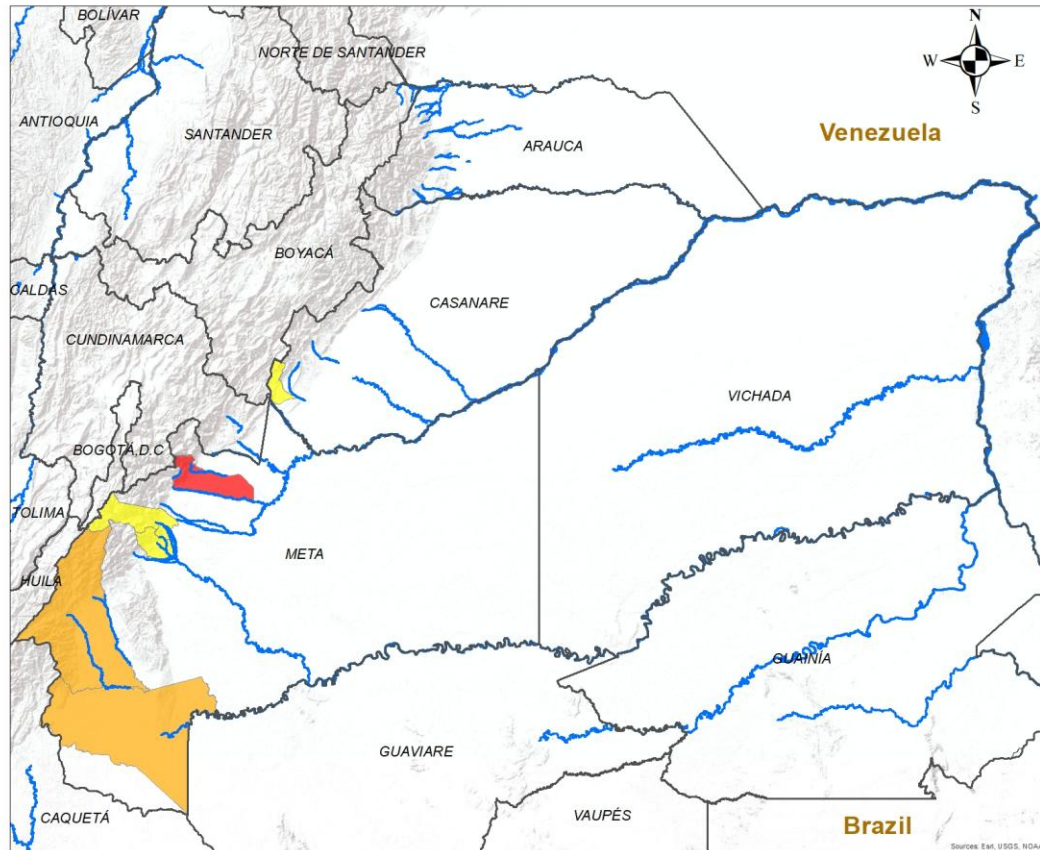 BOLÍVAR
N
NORTE DE SANTANDER
W E
S
ANTIOQUIA
SANTANDER
ARAUCA
Venezuela
BOYACÁ
CALDAS
CASANARE
CUNDINAMARCA
VICHADA
BOGOTÁ,D.C
TOLIMA
META
HUILA
GUAINÍA
GUAVIARE
CAQUETÁ
VAUPÉS
Brazil
Sources: Esri, USGS, NOAA